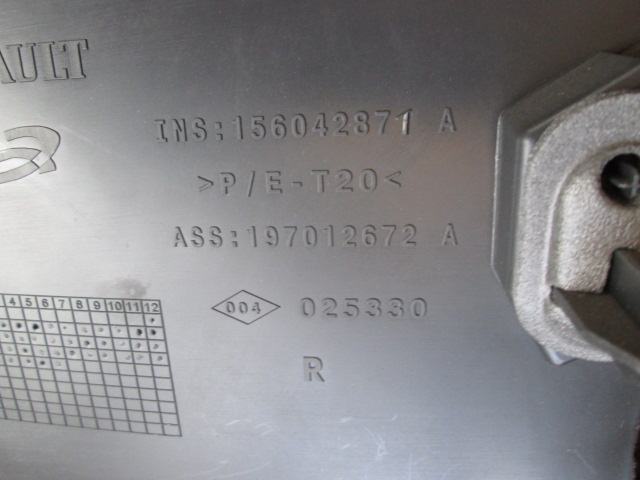 AULT
INS:156042871 A
>P/E-T20<
ASS:197012672 A
004 025330
4 5 6 7 8 9 10 11 12
R